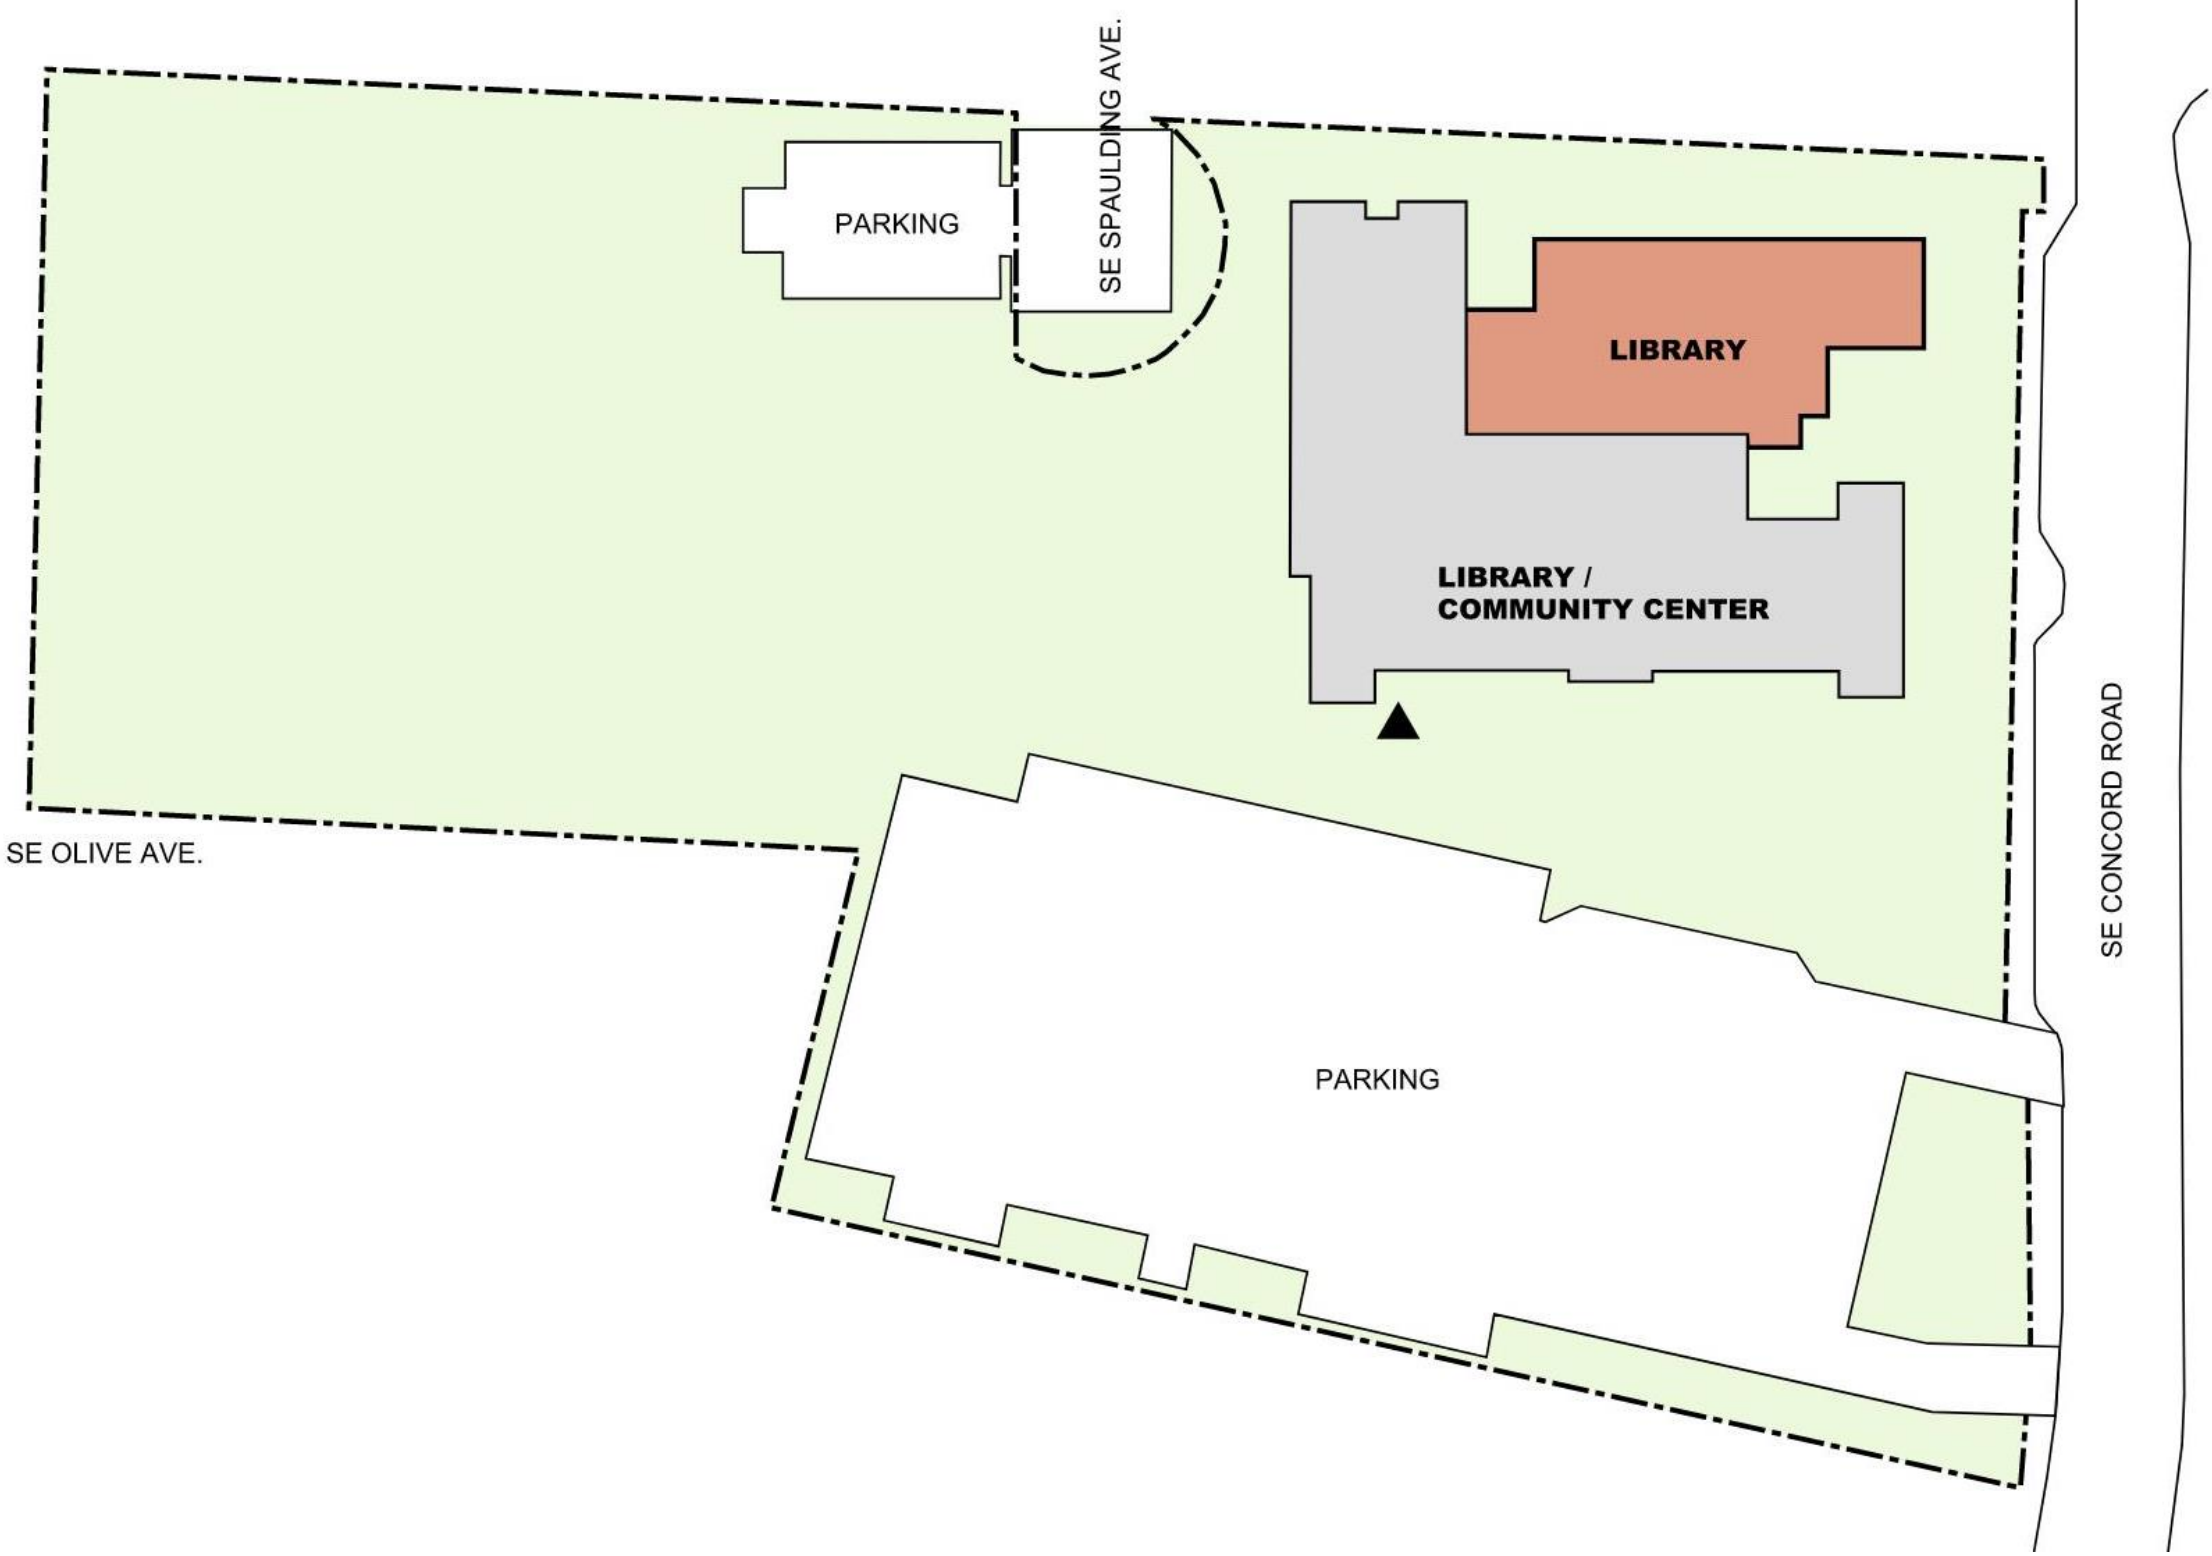 SE SPAULDING AVE.
PARKING
LIBRARY
LIBRARY /
COMMUNITY CENTER
SE OLIVE AVE.
SE CONCORD ROAD
PARKING